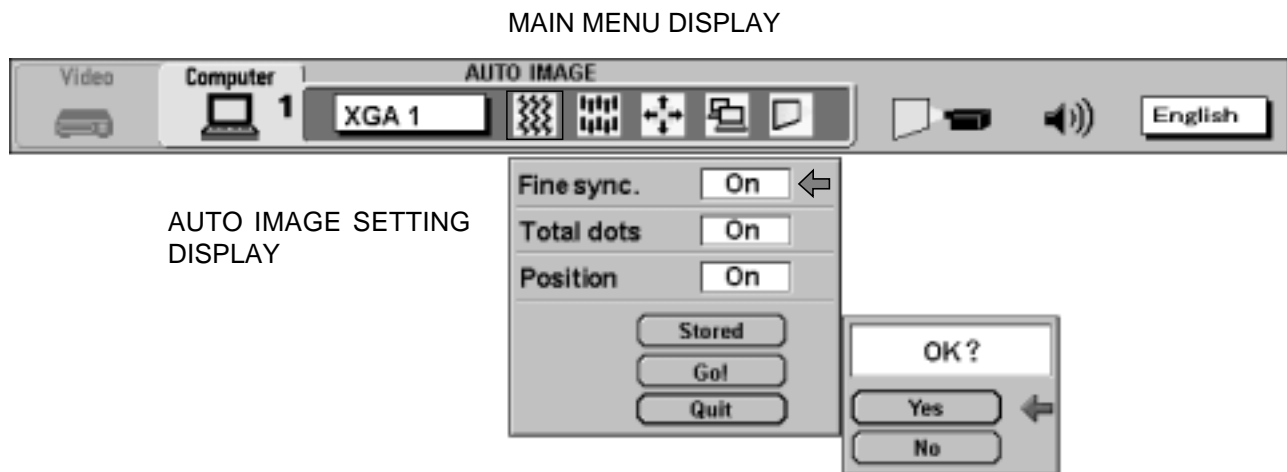 MAIN MENU DISPLAY
Video
Computer
AUTO IMAGE
1
XGA 1
English
AUTO IMAGE SETTING
DISPLAY
Fine sync. On
Total dots On
Position On
Stored
Go!
Quit
OK?
Yes
No